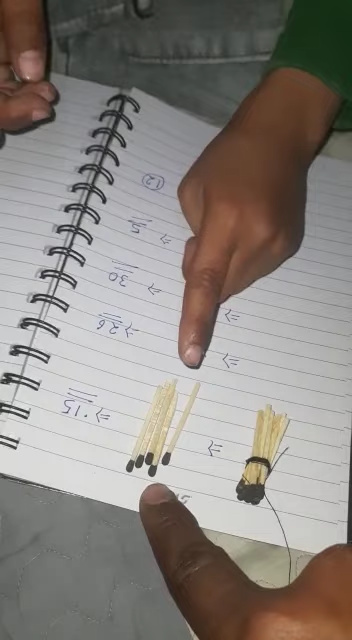 ⇒ ⇒ 15
⇒ ⇒ 26
⇒ ⇒ 30
⇒ 5
12